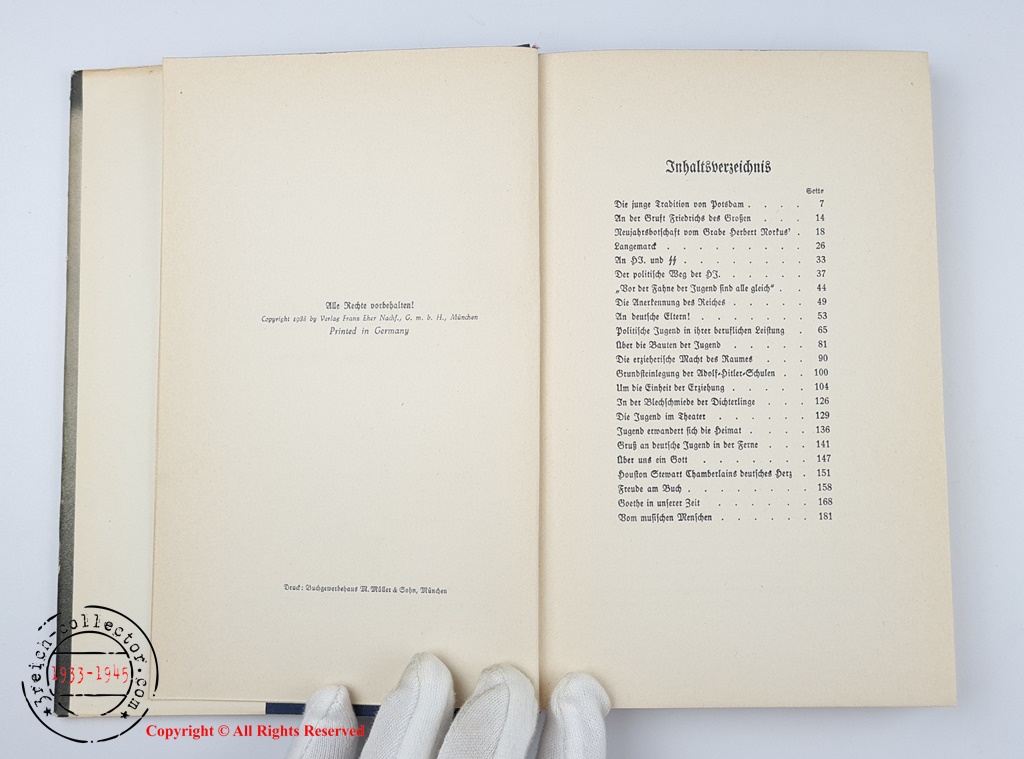 Alle Rechte vorbehalten!
Copyright 1938 by Verlag Franz Eher Nachf., G. m. b. H., München
Printed in Germany
Druck: Buchgewerbehaus M. Müller & Sohn, München
Inhaltsverzeichnis
Seite
Die junge Tradition von Potsdam . . . . 7
An der Gruft Friedrichs des Großen . . . 14
Neujahrsbotschaft vom Grabe Herbert Norkus' . 18
Langemarck . . . . . . . . . 26
An HJ. und ᛋᛋ . . . . . . . . 33
Der politische Weg der HJ. . . . . . 37
„Vor der Fahne der Jugend sind alle gleich“ . . 44
Die Anerkennung des Reiches . . . . 49
An deutsche Eltern! . . . . . . . 53
Politische Jugend in ihrer beruflichen Leistung . 65
Über die Bauten der Jugend . . . . . 81
Die erzieherische Macht des Raumes . . . 90
Grundsteinlegung der Adolf-Hitler-Schulen . . 100
Um die Einheit der Erziehung . . . . . 104
In der Blechschmiede der Dichterlinge . . . 126
Die Jugend im Theater . . . . . . 129
Jugend erwandert sich die Heimat . . . . 136
Gruß an deutsche Jugend in der Ferne . . . 141
Über uns ein Gott . . . . . . . 147
Houston Stewart Chamberlains deutsches Herz . 151
Freude am Buch . . . . . . . . 158
Goethe in unserer Zeit . . . . . . 168
Vom musischen Menschen . . . . . . 181
3reich-collector.com
1933-1945
Copyright © All Rights Reserved